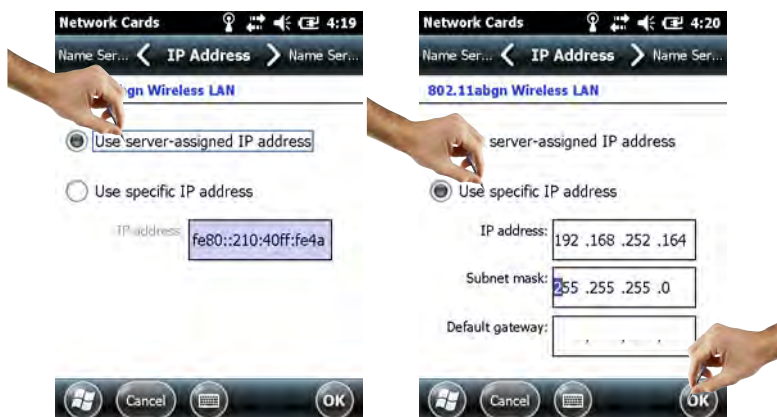 Network Cards 4:19
Name Ser... IP Address Name Ser...
gn Wireless LAN
Use server-assigned IP address
Use specific IP address
IP address: fe80::210:40ff:fe4a
Cancel OK
Network Cards 4:20
Name Ser... IP Address Name Ser...
802.11abgn Wireless LAN
server-assigned IP address
Use specific IP address
IP address: 192 .168 .252 .164
Subnet mask: 255 .255 .255 .0
Default gateway: . . .
Cancel OK